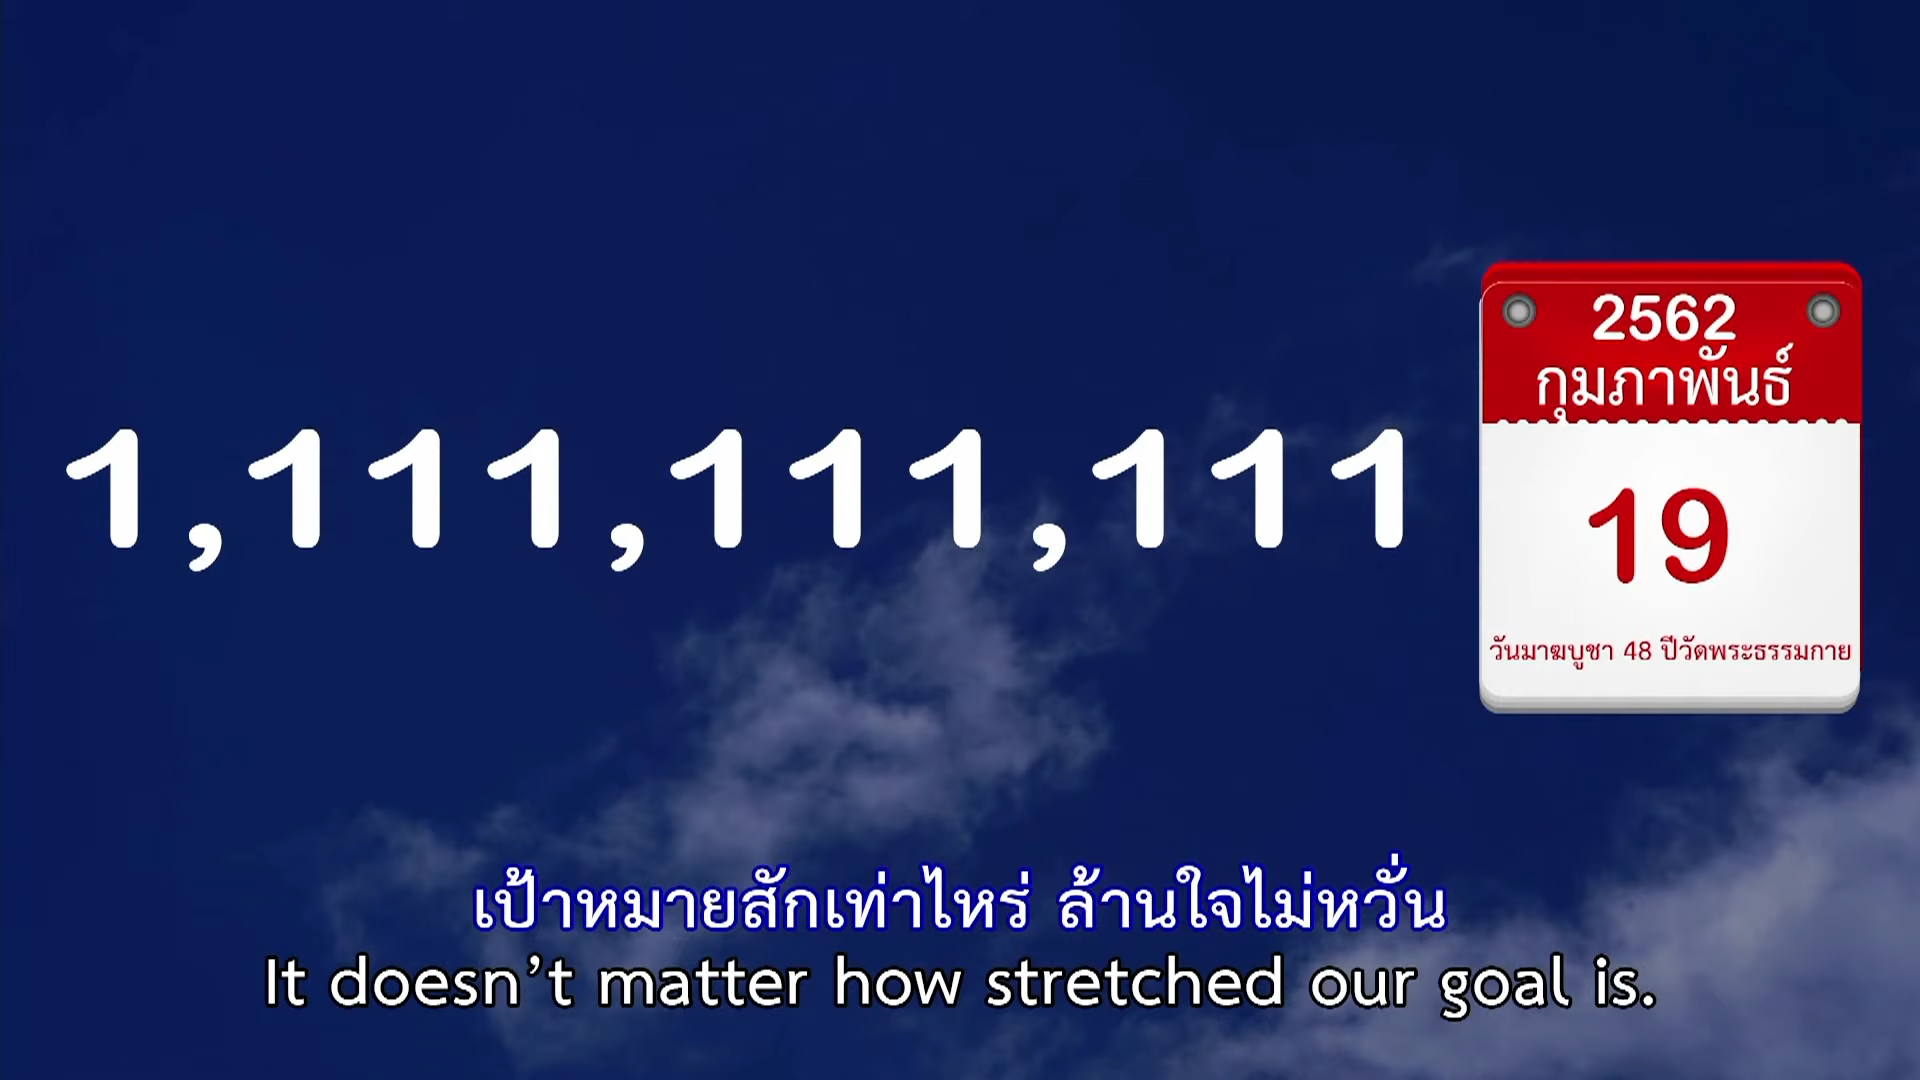 1,111,111,111
2562
กุมภาพันธ์
19
วันมาฆบูชา 48 ปีวัดพระธรรมกาย
เป้าหมายสักเท่าไหร่ ล้านใจไม่หวั่น
It doesn't matter how stretched our goal is.